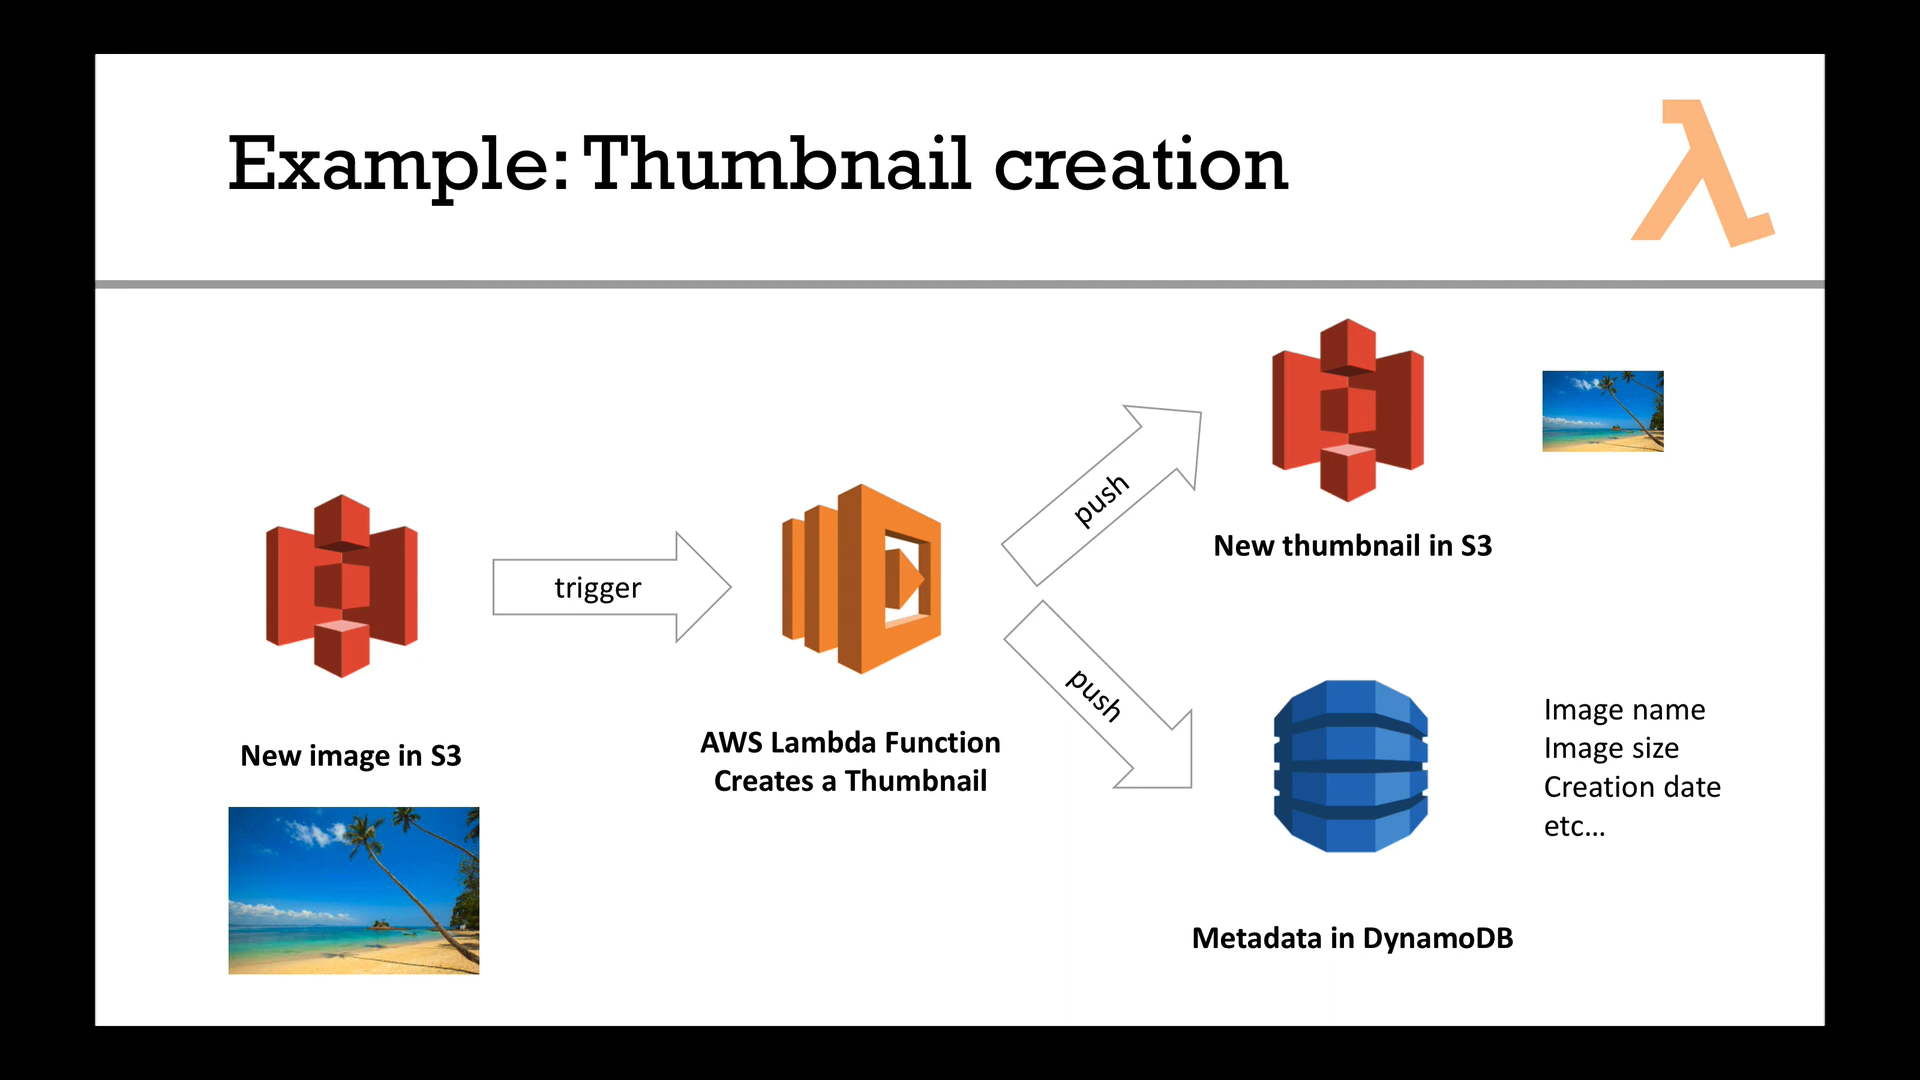 Example: Thumbnail creation
trigger
push
push
New image in S3
AWS Lambda Function
Creates a Thumbnail
New thumbnail in S3
Image name
Image size
Creation date
etc...
Metadata in DynamoDB